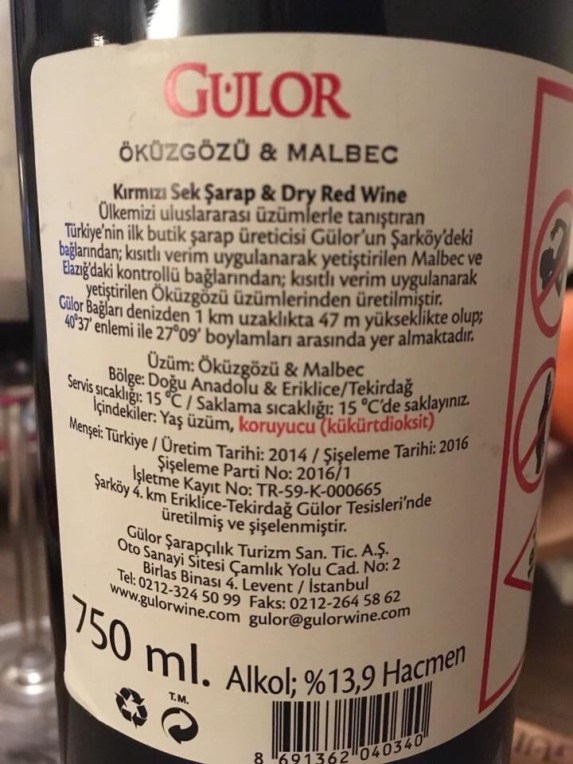 GÜLOR
ÖKÜZGÖZÜ & MALBEC
Kırmızı Sek Şarap & Dry Red Wine
Ülkemizi uluslararası üzümlerle tanıştıran
Türkiye'nin ilk butik şarap üreticisi Gülor'un Şarköy'deki
bağlarından; kısıtlı verim uygulanarak yetiştirilen Malbec ve
Elazığ'daki kontrollü bağlarından; kısıtlı verim uygulanarak
yetiştirilen Öküzgözü üzümlerinden üretilmiştir.
Gülor Bağları denizden 1 km uzaklıkta 47 m yükseklikte olup;
40°37' enlemi ile 27°09' boylamları arasında yer almaktadır.
Üzüm: Öküzgözü & Malbec
Bölge: Doğu Anadolu & Eriklice/Tekirdağ
Servis sıcaklığı: 15 °C / Saklama sıcaklığı: 15 °C'de saklayınız.
İçindekiler: Yaş üzüm, koruyucu (kükürtdioksit)
Menşei: Türkiye / Üretim Tarihi: 2014 / Şişeleme Tarihi: 2016
Şişeleme Parti No: 2016/1
İşletme Kayıt No: TR-59-K-000665
Şarköy 4. km Eriklice-Tekirdağ Gülor Tesisleri'nde
üretilmiş ve şişelenmiştir.
Gülor Şarapçılık Turizm San. Tic. A.Ş.
Oto Sanayi Sitesi Çamlık Yolu Cad. No: 2
Birlas Binası 4. Levent / İstanbul
Tel: 0212-324 50 99 Faks: 0212-264 58 62
www.gulorwine.com gulor@gulorwine.com
750 ml. Alkol; %13,9 Hacmen
T.M.
8 691362 040340